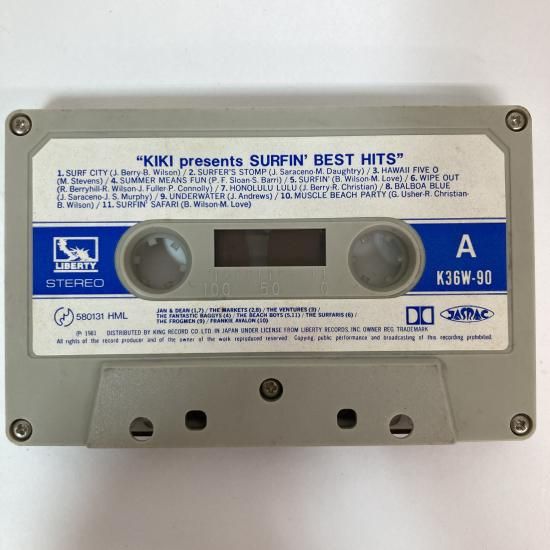 "KIKI presents SURFIN' BEST HITS"
1. SURF CITY (J. Berry-B. Wilson) / 2. SURFER'S STOMP (J. Saraceno-M. Daughtry) / 3. HAWAII FIVE O
(M. Stevens) / 4. SUMMER MEANS FUN (P. F. Sloan-S. Barri) / 5. SURFIN' (B. Wilson-M. Love) / 6. WIPE OUT
(R. Berryhill-R. Wilson-J. Fuller-P. Connolly) / 7. HONOLULU LULU (J. Berry-R. Christian) / 8. BALBOA BLUE
(J. Saraceno-J. S. Murphy) / 9. UNDERWATER (J. Andrews) / 10. MUSCLE BEACH PARTY (G. Usher-R. Christian-
B. Wilson) / 11. SURFIN' SAFARI (B. Wilson-M. Love)
LIBERTY
STEREO
A
K36W-90
10.0 5.0 0
580131 HML
JAN & DEAN (1,7) / THE MARKETS (2,8) / THE VENTURES (3) /
THE FANTASTIC BAGGYS (4) / THE BEACH BOYS (5,11) / THE SURFARIS (6) /
THE FROGMEN (9) / FRANKIE AVALON (10)
JASRAC
℗ 1981 DISTRIBUTED BY KING RECORD CO. LTD. IN JAPAN UNDER LICENSE FROM LIBERTY RECORDS, INC. OWNER REG. TRADEMARK
All rights of the record producer and of the owner of the work reproduced reserved. Copying, public performance and broadcasting of this recording prohibited.